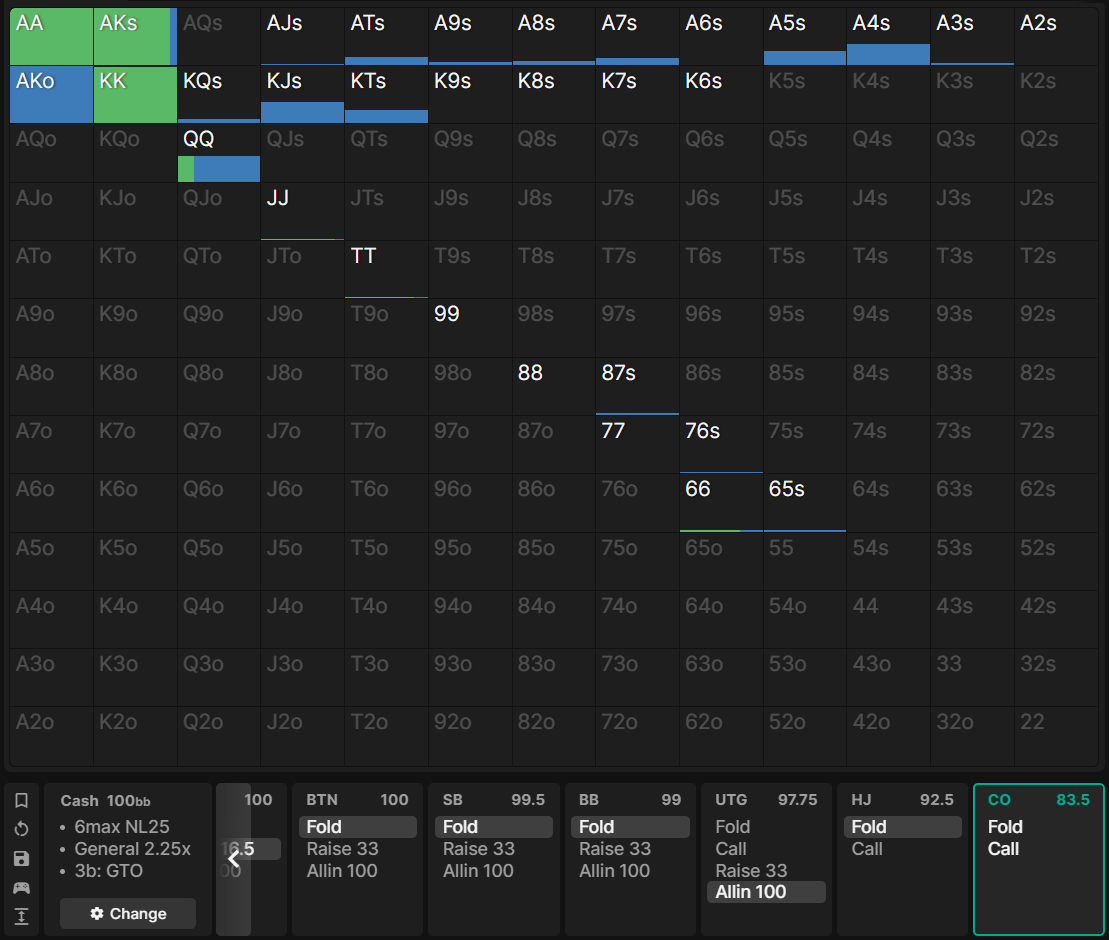 AA AKs AQs AJs ATs A9s A8s A7s A6s A5s A4s A3s A2s
AKo KK KQs KJs KTs K9s K8s K7s K6s K5s K4s K3s K2s
AQo KQo QQ QJs QTs Q9s Q8s Q7s Q6s Q5s Q4s Q3s Q2s
AJo KJo QJo JJ JTs J9s J8s J7s J6s J5s J4s J3s J2s
ATo KTo QTo JTo TT T9s T8s T7s T6s T5s T4s T3s T2s
A9o K9o Q9o J9o T9o 99 98s 97s 96s 95s 94s 93s 92s
A8o K8o Q8o J8o T8o 98o 88 87s 86s 85s 84s 83s 82s
A7o K7o Q7o J7o T7o 97o 87o 77 76s 75s 74s 73s 72s
A6o K6o Q6o J6o T6o 96o 86o 76o 66 65s 64s 63s 62s
A5o K5o Q5o J5o T5o 95o 85o 75o 65o 55 54s 53s 52s
A4o K4o Q4o J4o T4o 94o 84o 74o 64o 54o 44 43s 42s
A3o K3o Q3o J3o T3o 93o 83o 73o 63o 53o 43o 33 32s
A2o K2o Q2o J2o T2o 92o 82o 72o 62o 52o 42o 32o 22
Cash 100bb
• 6max NL25
• General 2.25x
• 3b: GTO
Change
100
16.5
00
BTN 100
Fold
Raise 33
Allin 100
SB 99.5
Fold
Raise 33
Allin 100
BB 99
Fold
Raise 33
Allin 100
UTG 97.75
Fold
Call
Raise 33
Allin 100
HJ 92.5
Fold
Call
CO 83.5
Fold
Call